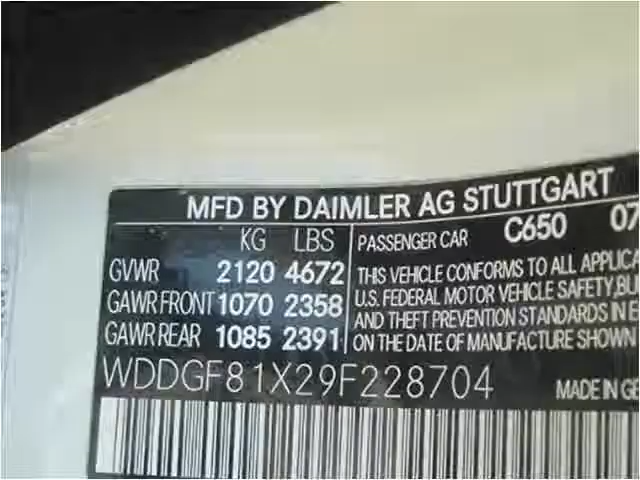 MFD BY DAIMLER AG STUTTGART
KG LBS PASSENGER CAR C650 07
GVWR 2120 4672
GAWR FRONT 1070 2358
GAWR REAR 1085 2391
THIS VEHICLE CONFORMS TO ALL APPLICA
U.S. FEDERAL MOTOR VEHICLE SAFETY, BU
AND THEFT PREVENTION STANDARDS IN E
ON THE DATE OF MANUFACTURE SHOWN
WDDGF81X29F228704 MADE IN GE